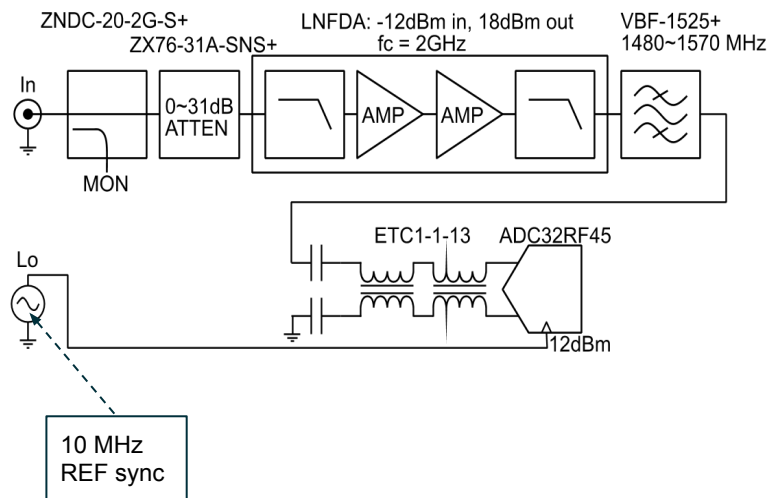 ZNDC-20-2G-S+
ZX76-31A-SNS+
LNFDA: -12dBm in, 18dBm out
fc = 2GHz
VBF-1525+
1480~1570 MHz
In
0~31dB
ATTEN
AMP
AMP
MON
ETC1-1-13
ADC32RF45
Lo
12dBm
10 MHz
REF sync